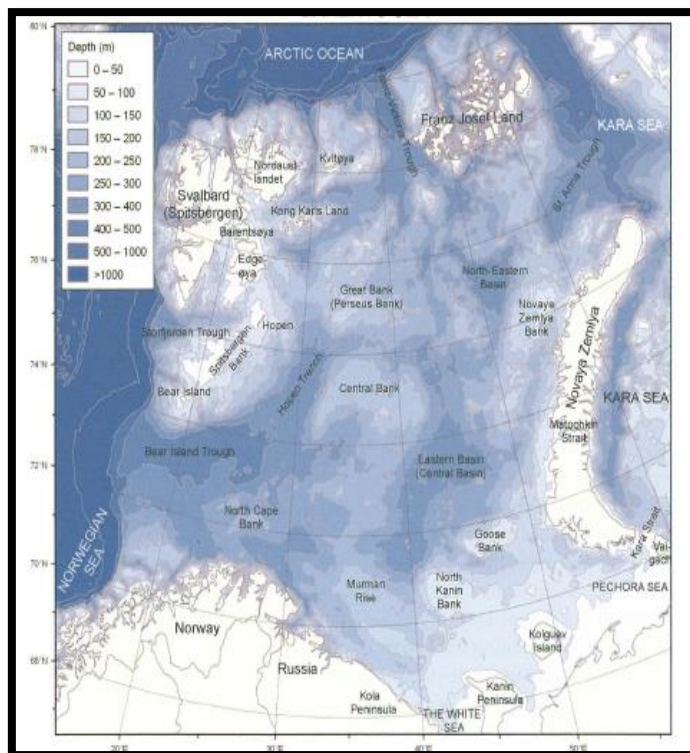 80°N
Depth (m)
0 – 50
50 – 100
100 – 150
150 – 200
200 – 250
250 – 300
300 – 400
400 – 500
500 – 1000
>1000
ARCTIC OCEAN
Franz Josef Land
KARA SEA
Trough
St. Anna Trough
78°N
Nordaust
landet
Kvitøya
Svalbard
(Spitsbergen)
Kong Karls Land
Barentsøya
Edge
øya
76°N
Great Bank
(Perseus Bank)
North-Eastern
Basin
Novaya
Zemlya
Bank
Novaya Zemlya
Storfjorden Trough
Spitsbergen
Bank
Hopen
74°N
Hopen Trench
Bear Island
Central Bank
KARA SEA
Matochkin
Strait
Bear Island Trough
72°N
Eastern Basin
(Central Basin)
North Cape
Bank
NORWEGIAN
SEA
Goose
Bank
Kara Strait
Vai-
gach
70°N
Murman
Rise
North
Kanin
Bank
PECHORA SEA
Norway
Kolguev
Island
68°N
Russia
Kola
Peninsula
Kanin
Peninsula
THE WHITE
SEA
20°E
30°E
40°E
50°E